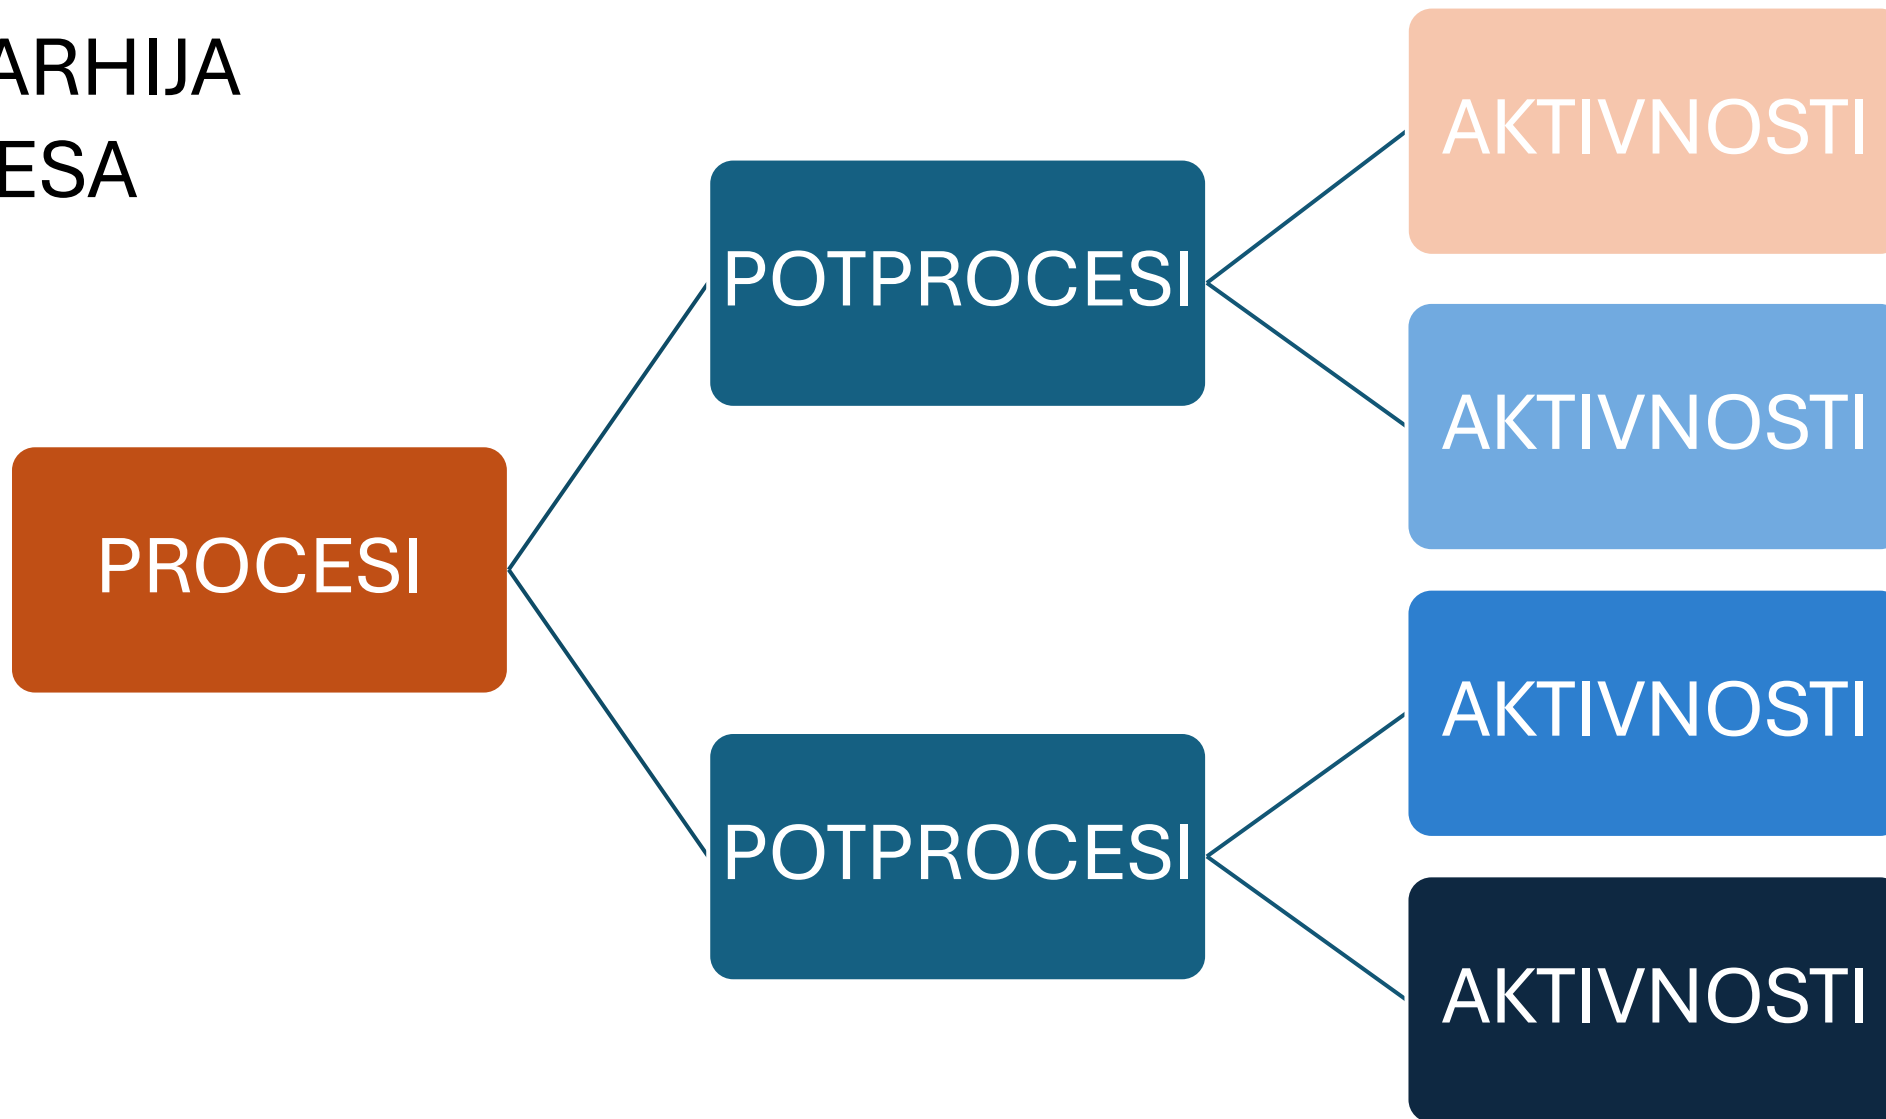 ARHIJA
ESA
PROCESI
POTPROCESI
AKTIVNOSTI
AKTIVNOSTI
POTPROCESI
AKTIVNOSTI
AKTIVNOSTI